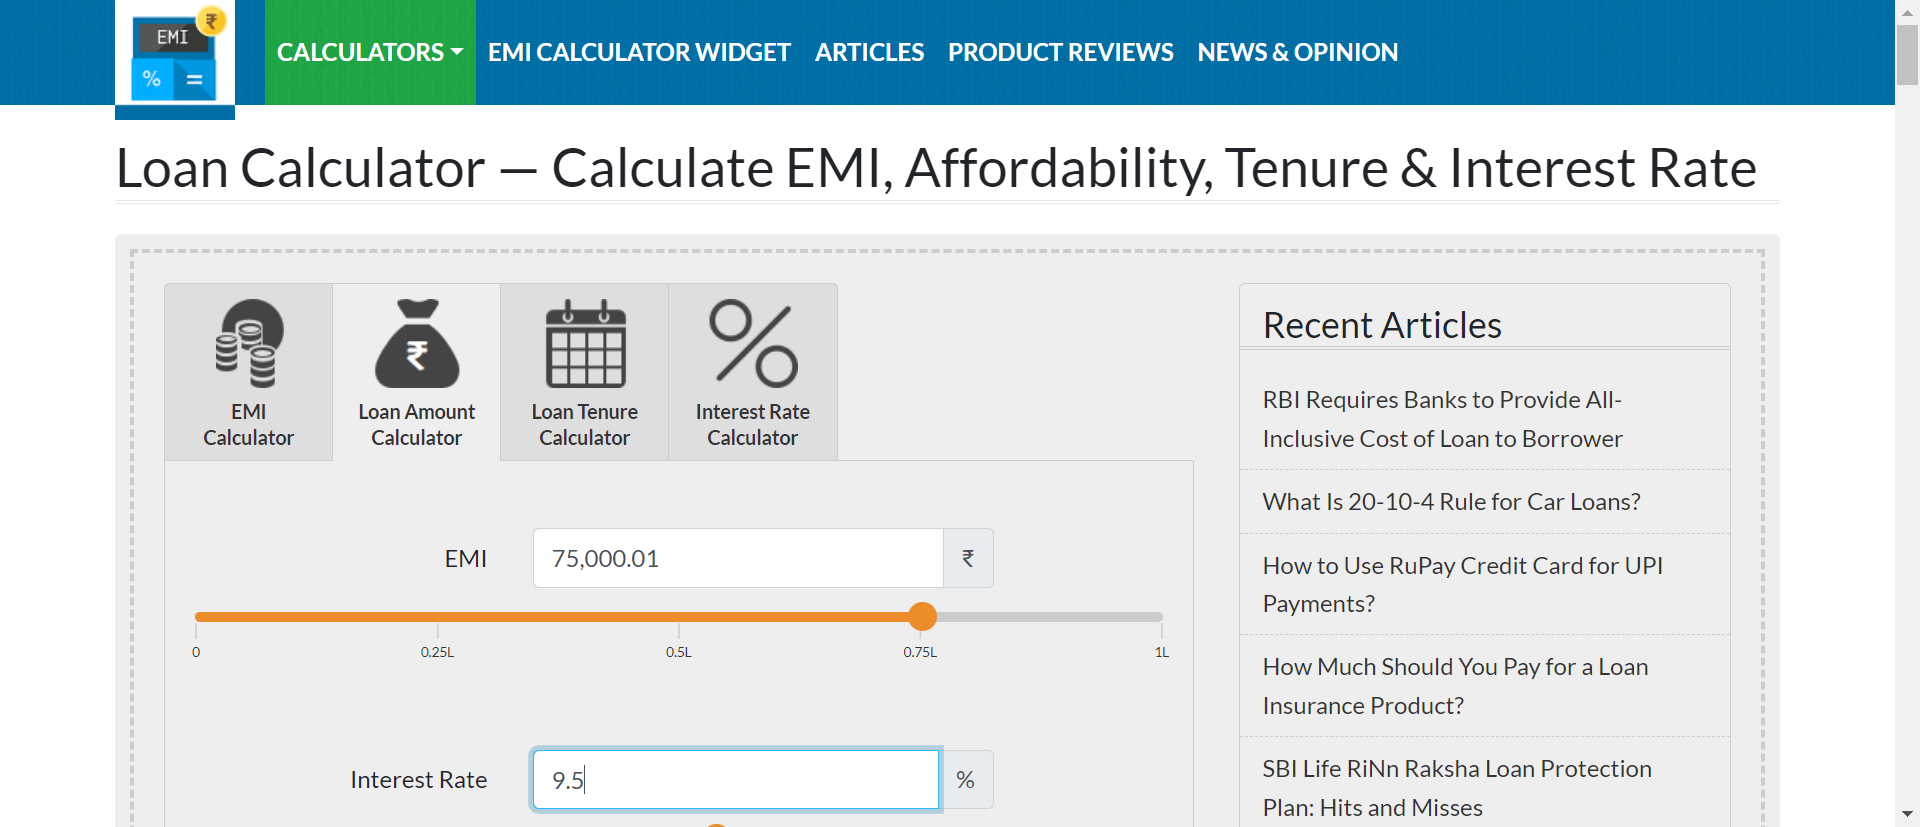 EMI
₹
%
=
CALCULATORS
EMI CALCULATOR WIDGET
ARTICLES
PRODUCT REVIEWS
NEWS & OPINION
Loan Calculator — Calculate EMI, Affordability, Tenure & Interest Rate
EMI
Calculator
₹
Loan Amount
Calculator
Loan Tenure
Calculator
Interest Rate
Calculator
EMI
75,000.01
₹
0
0.25L
0.5L
0.75L
1L
Interest Rate
9.5
%
Recent Articles
RBI Requires Banks to Provide All-
Inclusive Cost of Loan to Borrower
What Is 20-10-4 Rule for Car Loans?
How to Use RuPay Credit Card for UPI
Payments?
How Much Should You Pay for a Loan
Insurance Product?
SBI Life RiNn Raksha Loan Protection
Plan: Hits and Misses